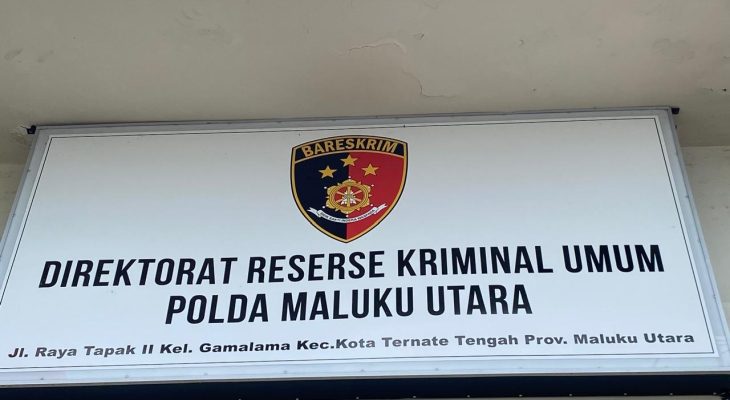 BARESKRIM
DIREKTORAT RESERSE KRIMINAL UMUM
POLDA MALUKU UTARA
Jl. Raya Tapak II Kel. Gamalama Kec.Kota Ternate Tengah Prov. Maluku Utara